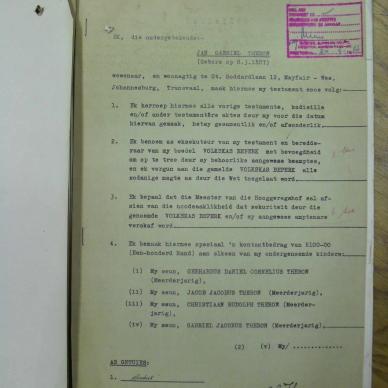 EK, die ondergetekende:-
JAN GABRIEL THERON
(Gebore op 8.3.1887)
wewenaar, en woonagtig te St. Goddardlaan 12, Mayfair - Wes,
Johannesburg, Transvaal, maak hiermee my testament soos volg:-
1. Ek herroep hiermee alle vorige testamente, kodisille
en/of ander testamentêre aktes deur my voor die datum
hiervan gemaak, hetsy gesamentlik en/of afsonderlik.
2. Ek benoem as eksekuteur van my testament en beredde-
raar van my boedel VOLKSKAS BEPERK met bevoegdheid
om op te tree deur my behoorlike aangewese beamptes,
en ek vergun aan die gemelde VOLKSKAS BEPERK alle
sodanige magte as deur die Wet toegelaat word.
3. Ek bepaal dat die Meester van die Hooggeregshof sal af-
sien van die noodsaaklikheid dat sekuriteit deur die
genoemde VOLKSKAS BEPERK en/of sy aangewese amptenare
verskaf word.
4. Ek bemaak hiermee spesiaal 'n kontantbedrag van R100-00
(Een-honderd Rand) aan elkeen van my ondergenoemde kinders:
(i) My seun, GERHARDUS DANIEL CORNELIUS THERON
(Meerderjarig),
(ii) My seun, JACOB JACOBUS THERON (Meerderjarig),
(iii) My seun, CHRISTIAAN RUDOLPH THERON (Meerder-
jarig),
(iv) My seun, GABRIEL JACOBUS THERON (Meerderjarig),
(2) (v) My/..............
AS GETUIES:
1.